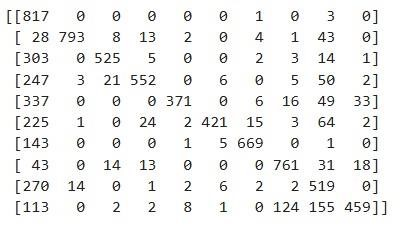 [[817 0 0 0 0 0 1 0 3 0]
[ 28 793 8 13 2 0 4 1 43 0]
[303 0 525 5 0 0 2 3 14 1]
[247 3 21 552 0 6 0 5 50 2]
[337 0 0 0 371 0 6 16 49 33]
[225 1 0 24 2 421 15 3 64 2]
[143 0 0 0 1 5 669 0 1 0]
[ 43 0 14 13 0 0 0 761 31 18]
[270 14 0 1 2 6 2 2 519 0]
[113 0 2 2 8 1 0 124 155 459]]